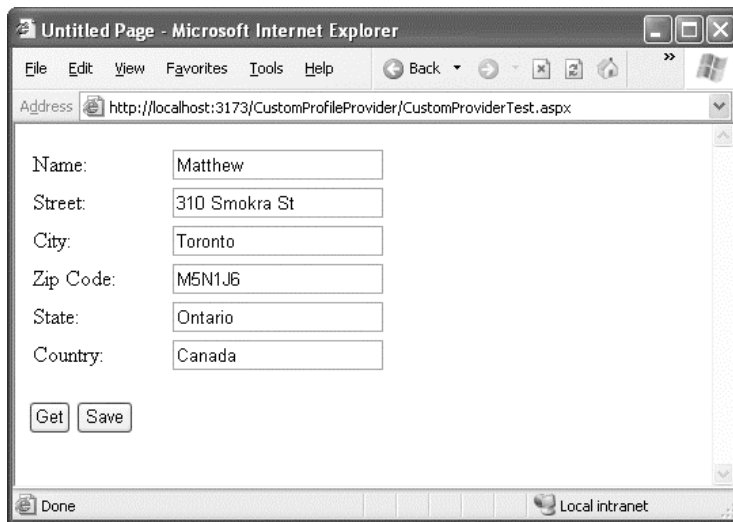 Untitled Page - Microsoft Internet Explorer
File Edit View Favorites Tools Help Back »
Address http://localhost:3173/CustomProfileProvider/CustomProviderTest.aspx
Name: Matthew
Street: 310 Smokra St
City: Toronto
Zip Code: M5N1J6
State: Ontario
Country: Canada
Get Save
Done Local intranet